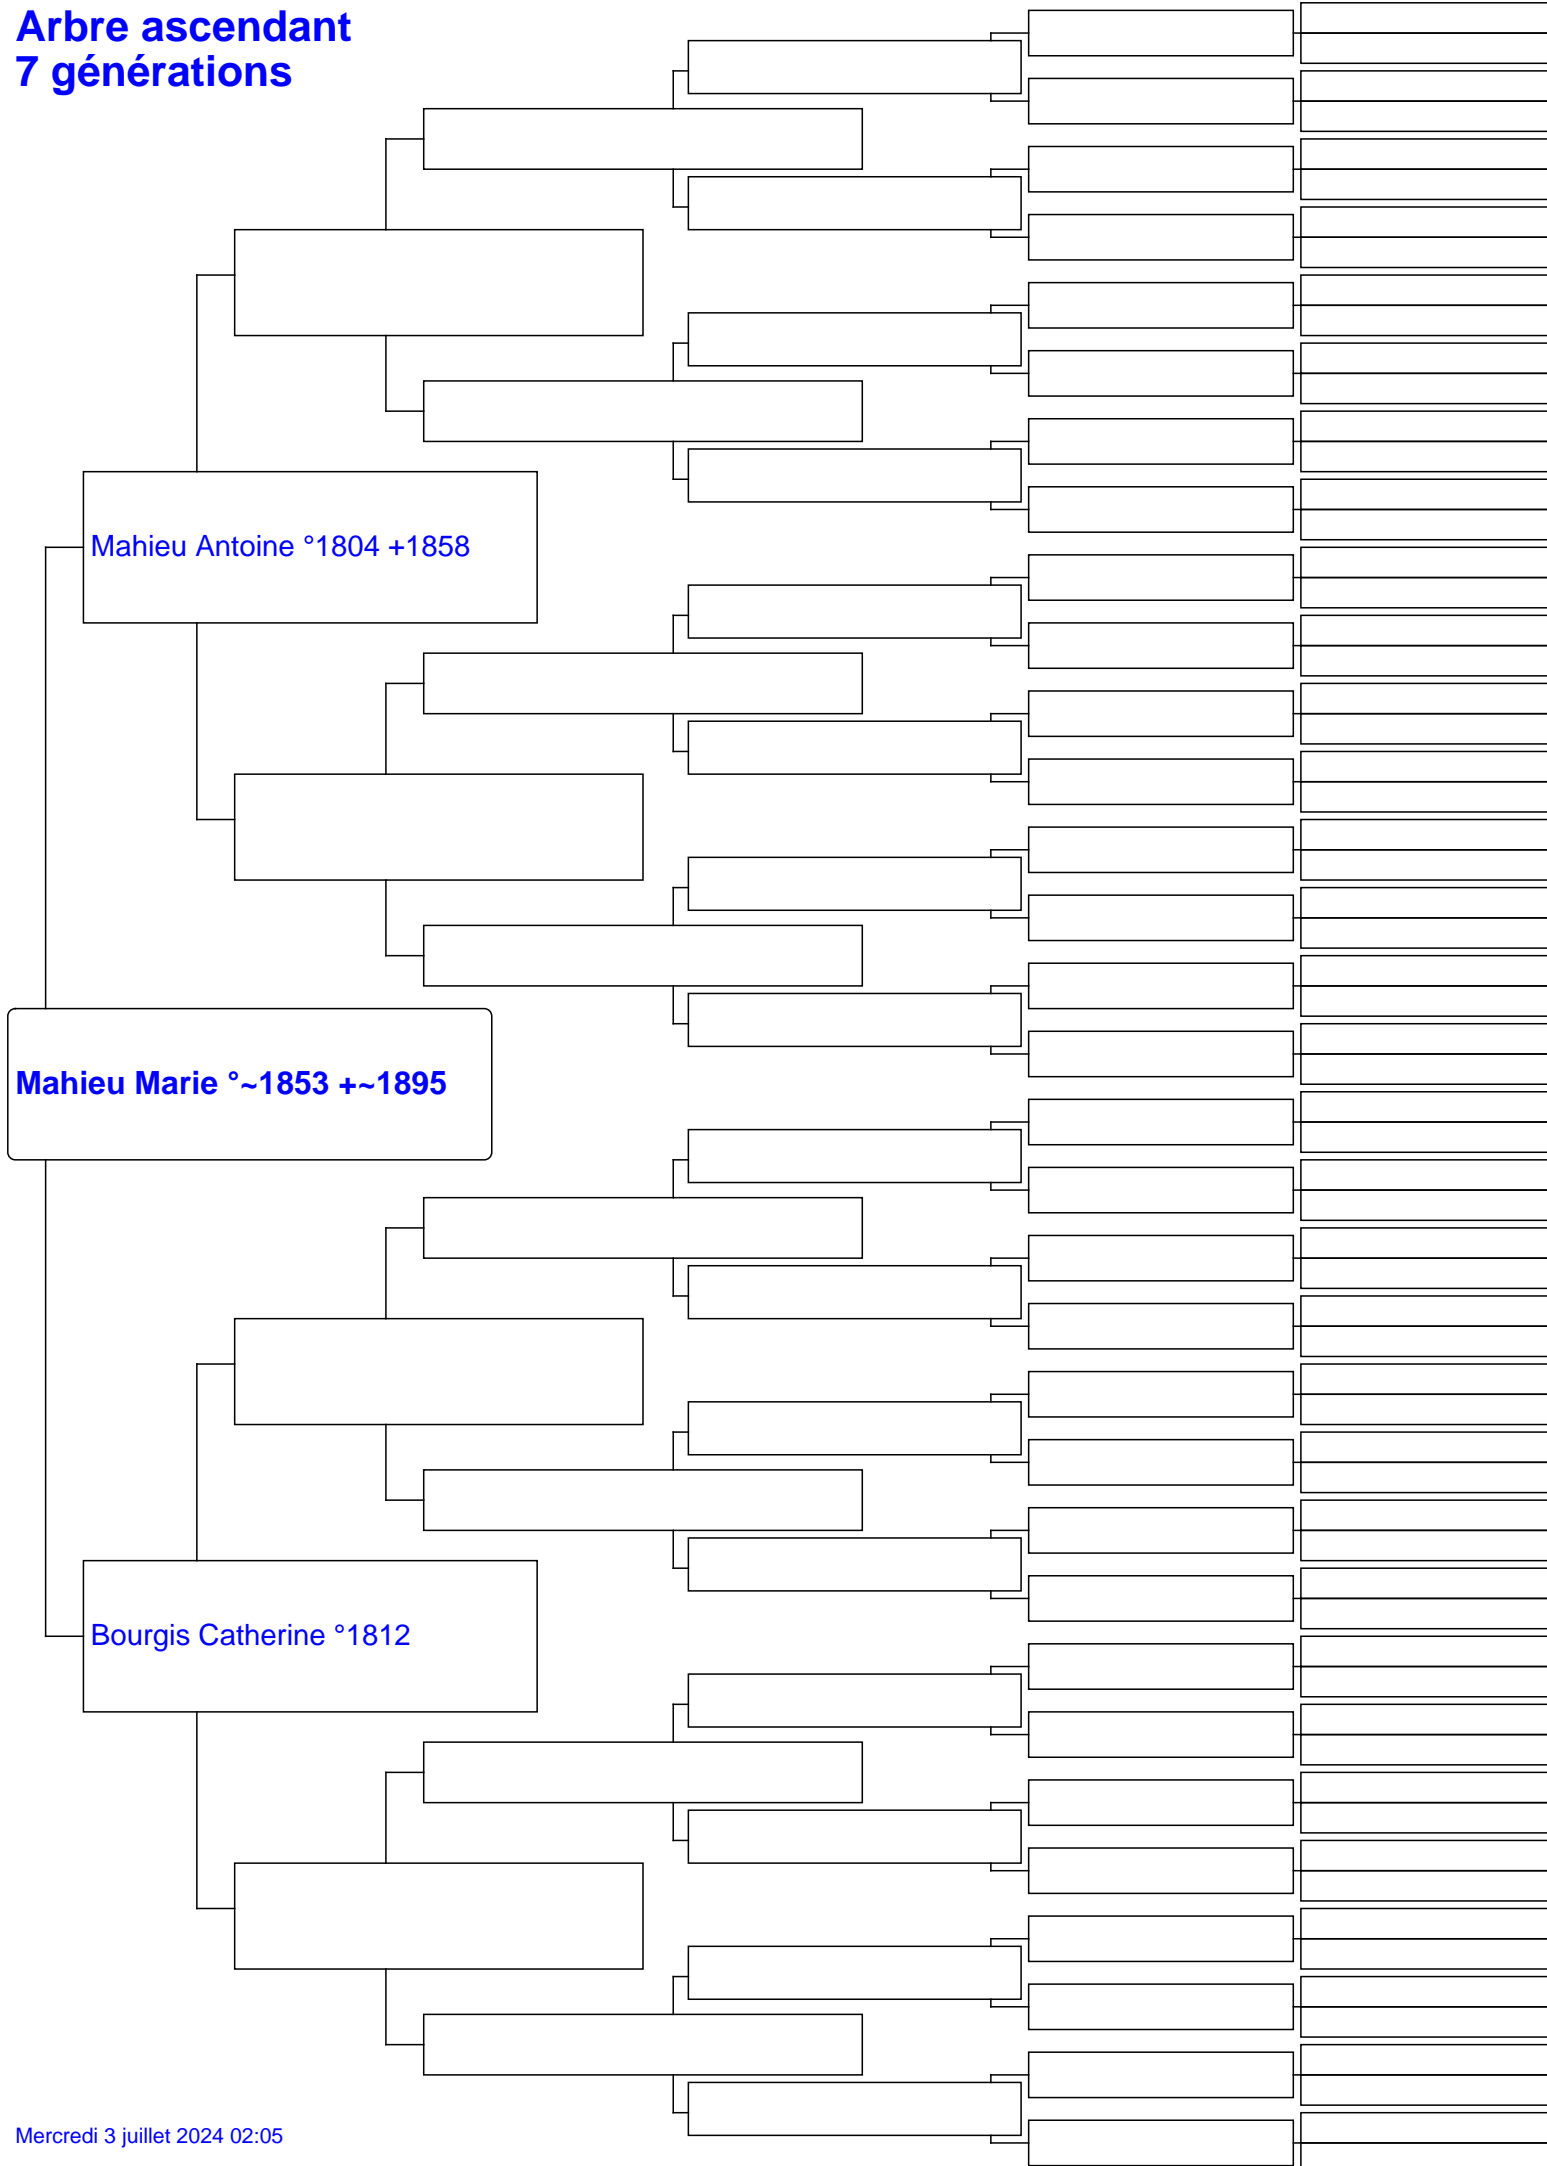 Arbre ascendant
7 générations
Mahieu Antoine °1804 +1858
Mahieu Marie °~1853 +~1895
Bourgis Catherine °1812
Mercredi 3 juillet 2024 02:05